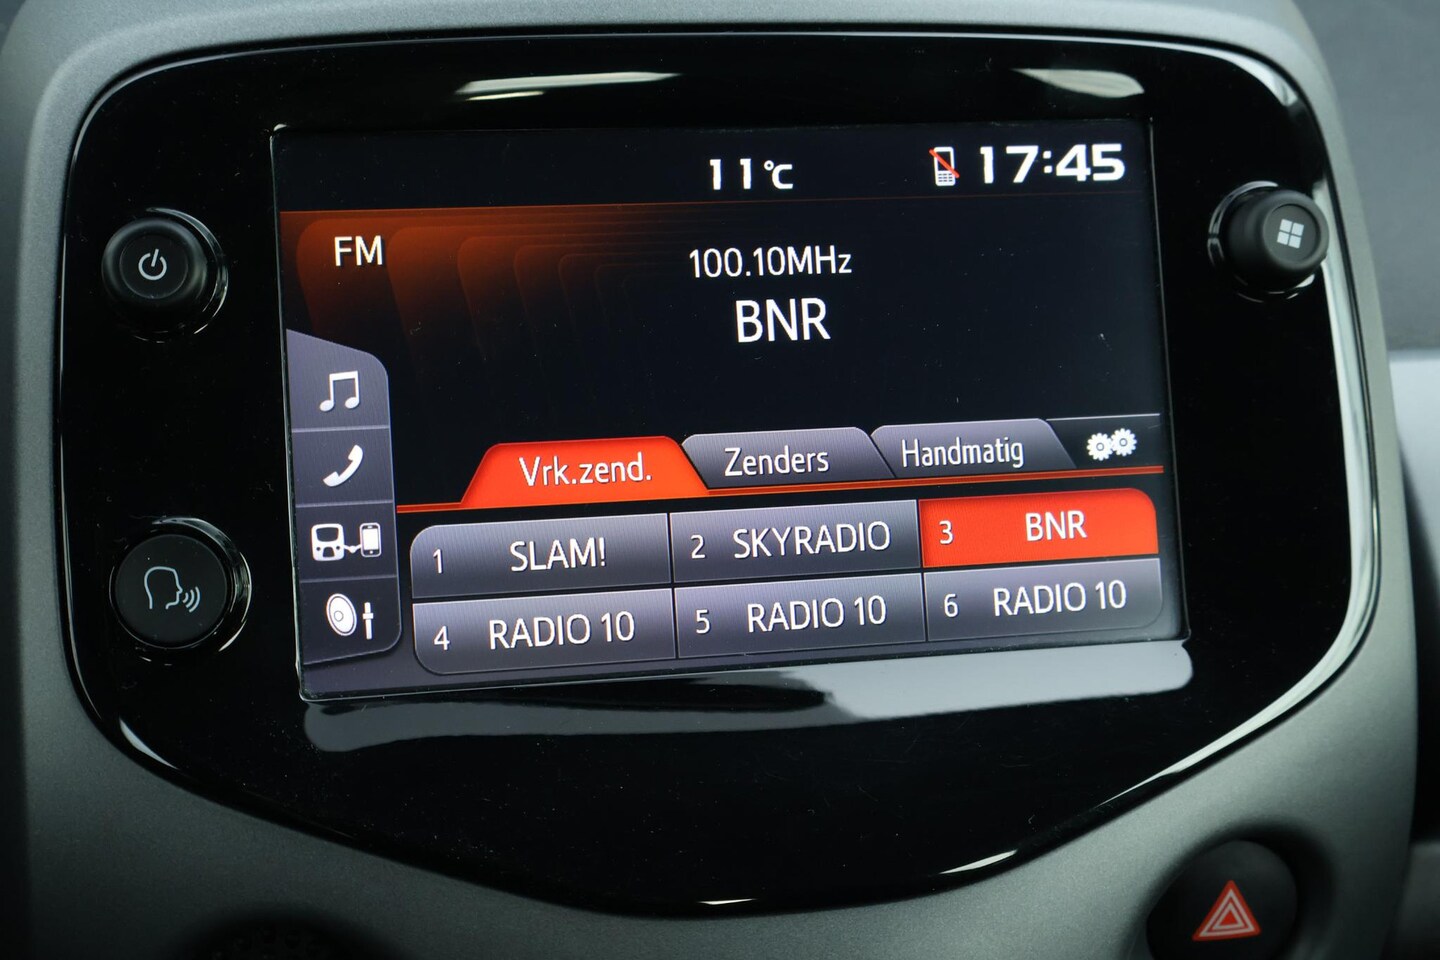 11°C 17:45
FM
100.10MHz
BNR
Vrk.zend. Zenders Handmatig
1 SLAM! 2 SKYRADIO 3 BNR
4 RADIO 10 5 RADIO 10 6 RADIO 10